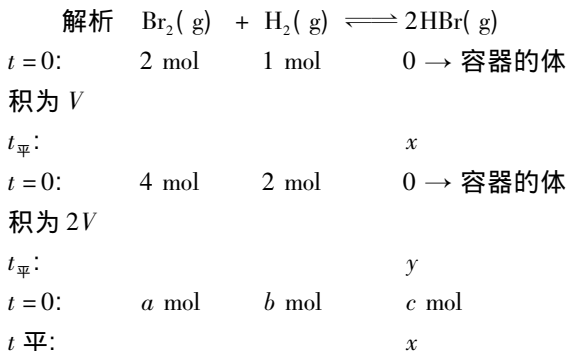 解析 Br₂( g) + H₂( g) ⇌ 2HBr( g)
t = 0: 2 mol 1 mol 0 → 容器的体
积为 V
t平: x
t = 0: 4 mol 2 mol 0 → 容器的体
积为 2V
t平: y
t = 0: a mol b mol c mol
t 平: x